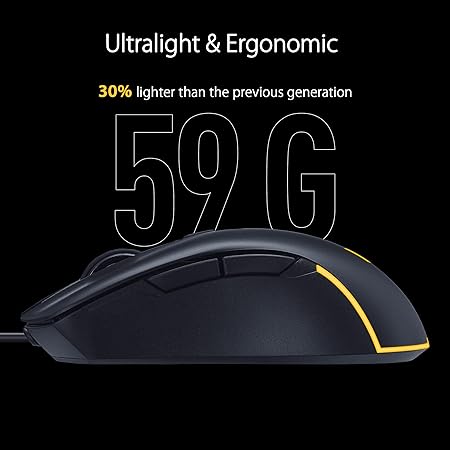 Ultralight & Ergonomic
30% lighter than the previous generation
59 G